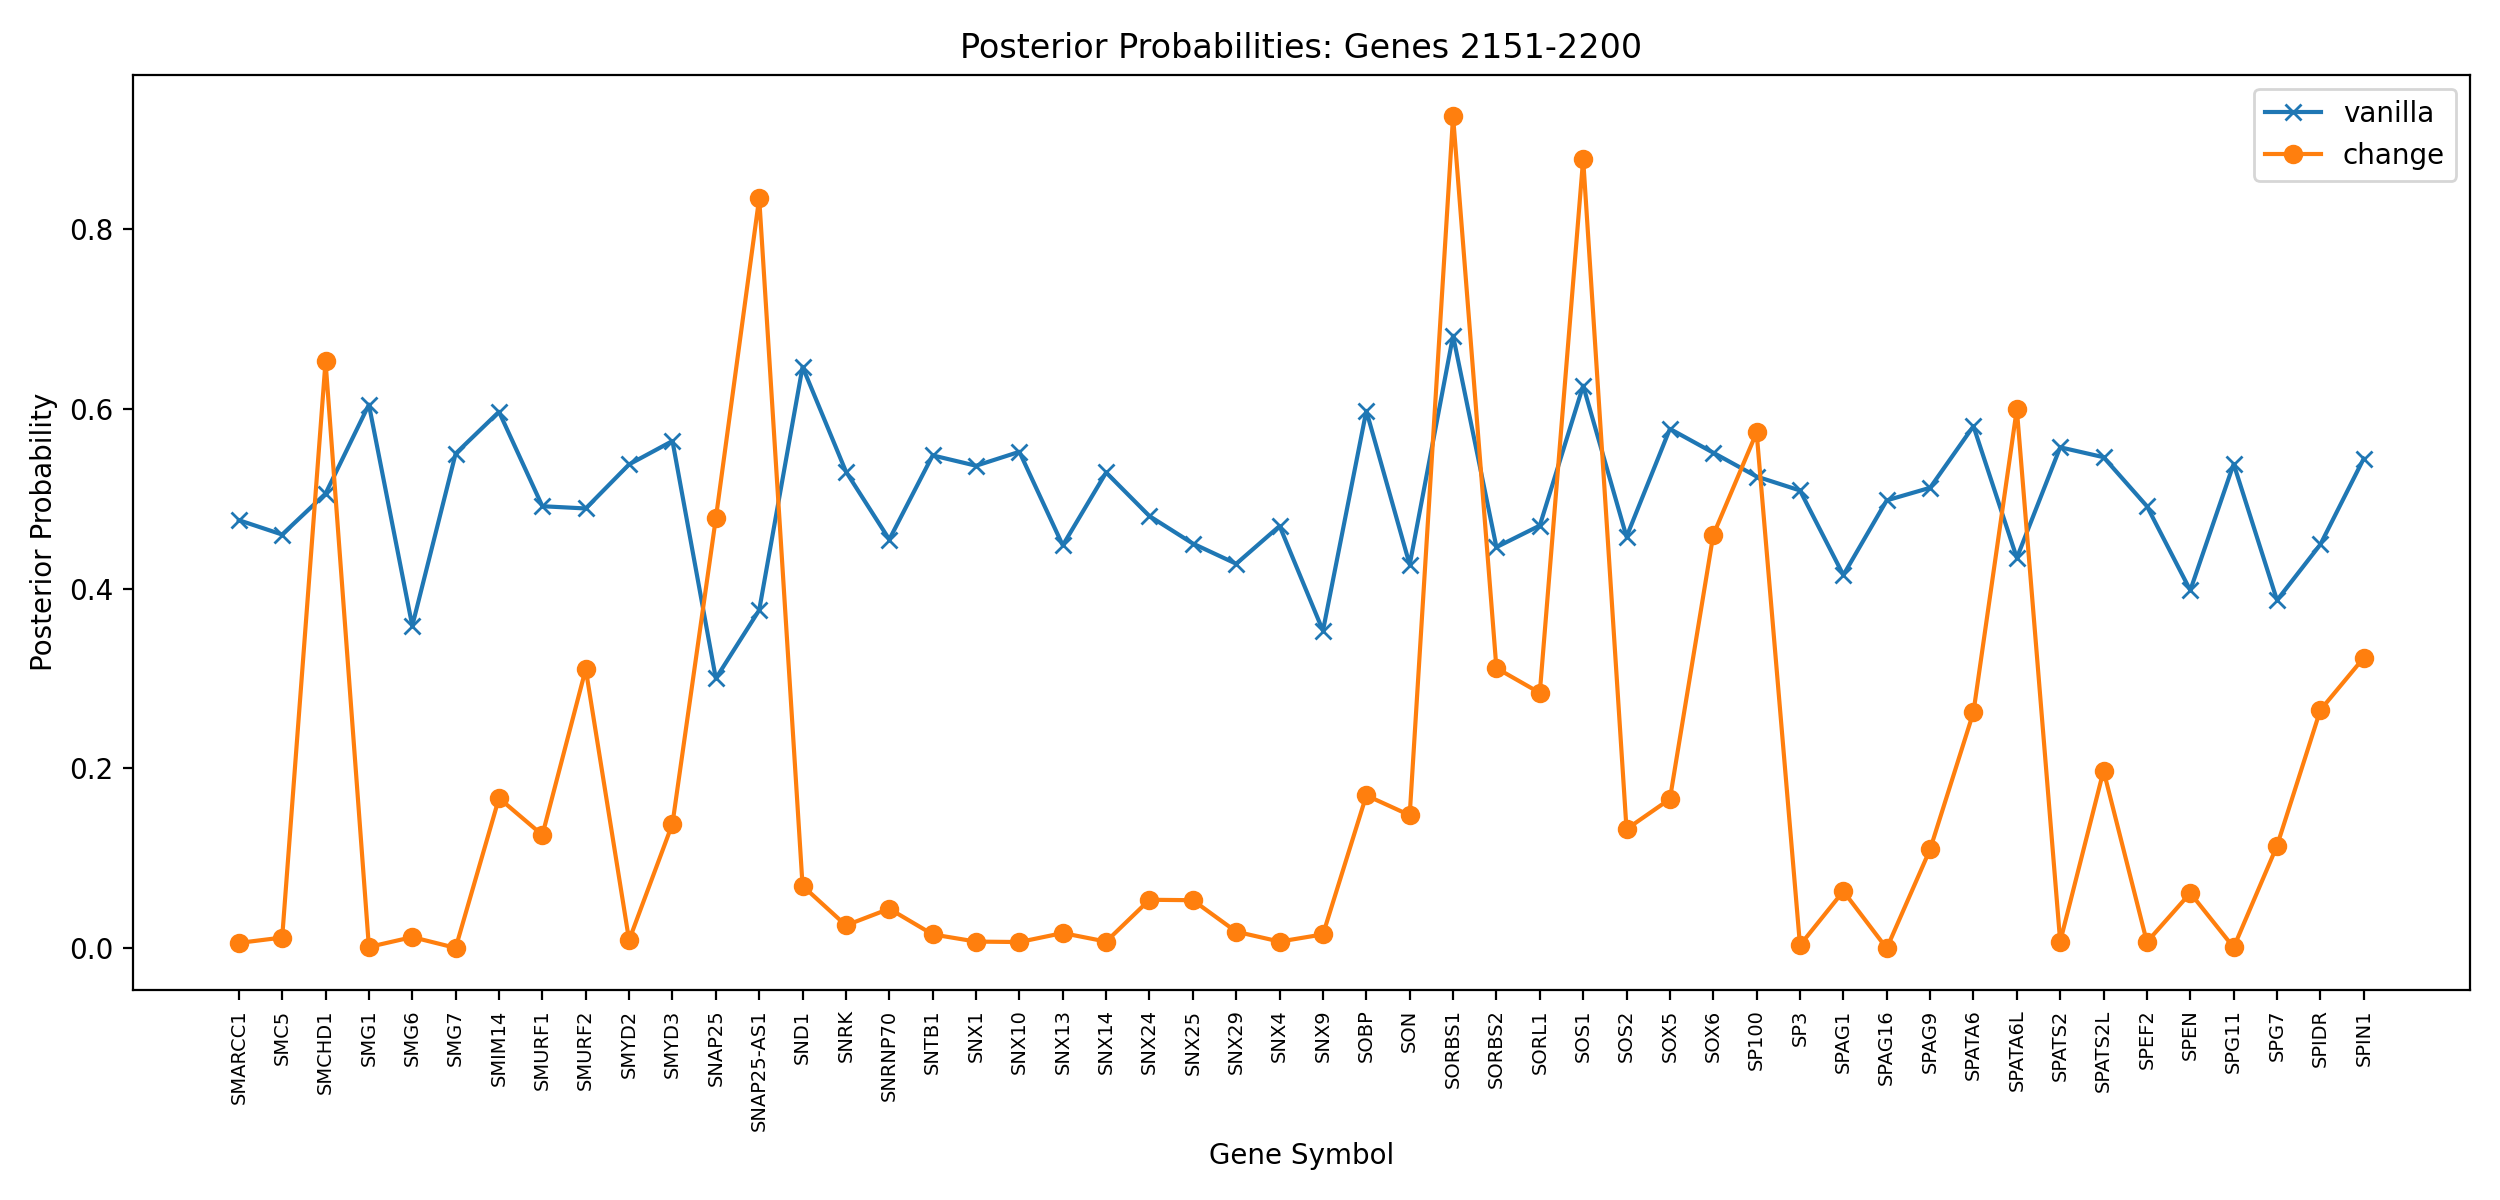 Posterior Probabilities: Genes 2151-2200
vanilla
change
Posterior Probability
0.8
0.6
0.4
0.2
0.0
SMARCC1
SMC5
SMCHD1
SMG1
SMG6
SMG7
SMIM14
SMURF1
SMURF2
SMYD2
SMYD3
SNAP25
SNAP25-AS1
SND1
SNRK
SNRNP70
SNTB1
SNX1
SNX10
SNX13
SNX14
SNX24
SNX25
SNX29
SNX4
SNX9
SOBP
SON
SORBS1
SORBS2
SORL1
SOS1
SOS2
SOX5
SOX6
SP100
SP3
SPAG1
SPAG16
SPAG9
SPATA6
SPATA6L
SPATS2
SPATS2L
SPEF2
SPEN
SPG11
SPG7
SPIDR
SPIN1
Gene Symbol